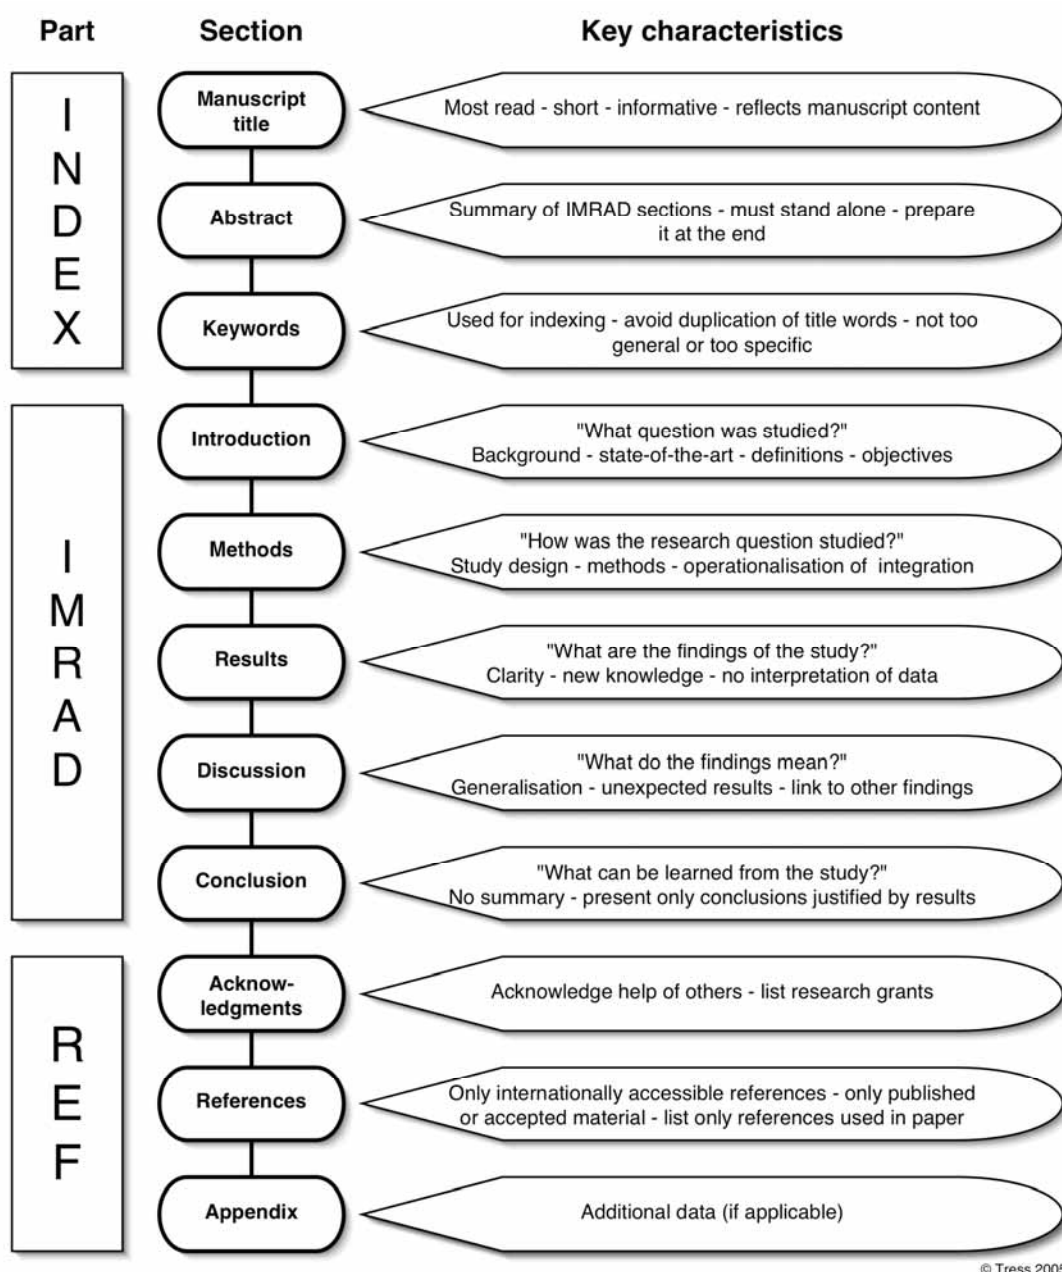 Part Section Key characteristics
INDEX
Manuscript
title
Most read - short - informative - reflects manuscript content
Abstract
Summary of IMRAD sections - must stand alone - prepare
it at the end
Keywords
Used for indexing - avoid duplication of title words - not too
general or too specific
IMRAD
Introduction
"What question was studied?"
Background - state-of-the-art - definitions - objectives
Methods
"How was the research question studied?"
Study design - methods - operationalisation of integration
Results
"What are the findings of the study?"
Clarity - new knowledge - no interpretation of data
Discussion
"What do the findings mean?"
Generalisation - unexpected results - link to other findings
Conclusion
"What can be learned from the study?"
No summary - present only conclusions justified by results
REF
Acknow-
ledgments
Acknowledge help of others - list research grants
References
Only internationally accessible references - only published
or accepted material - list only references used in paper
Appendix
Additional data (if applicable)
© Tress